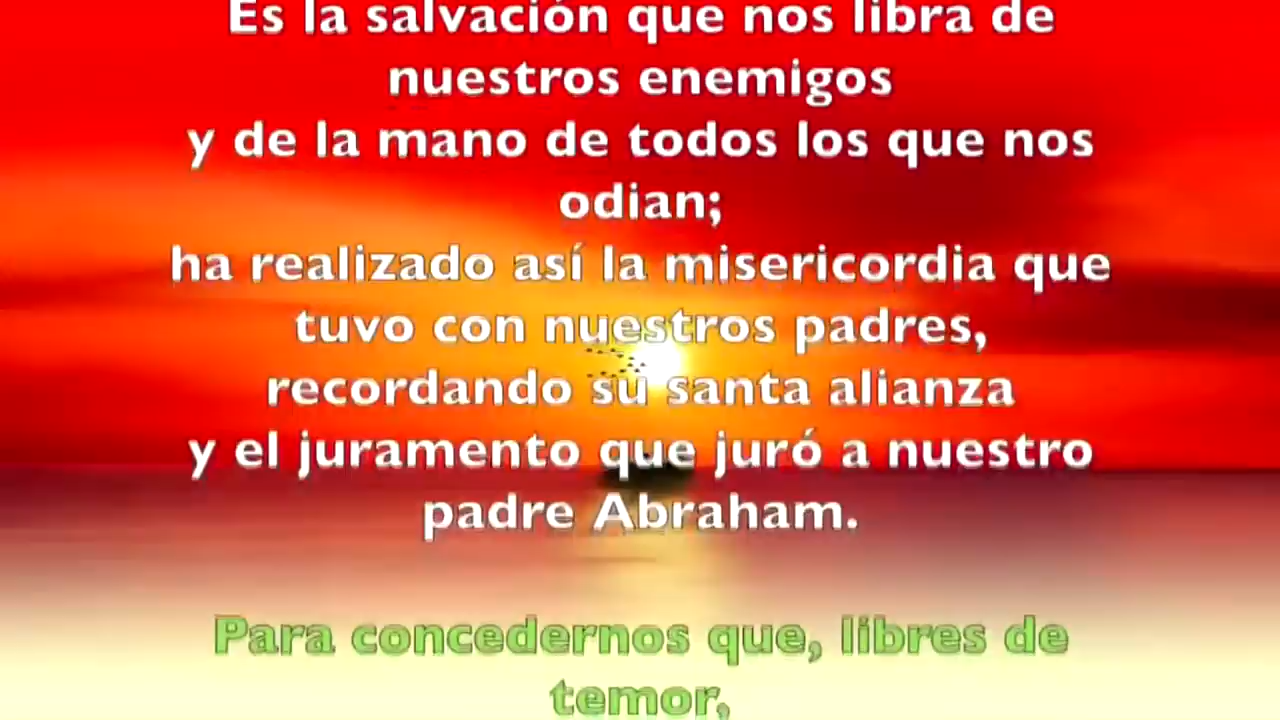 Es la salvación que nos libra de
nuestros enemigos
y de la mano de todos los que nos
odian;
ha realizado así la misericordia que
tuvo con nuestros padres,
recordando su santa alianza
y el juramento que juró a nuestro
padre Abraham.
Para concedernos que, libres de
temor,